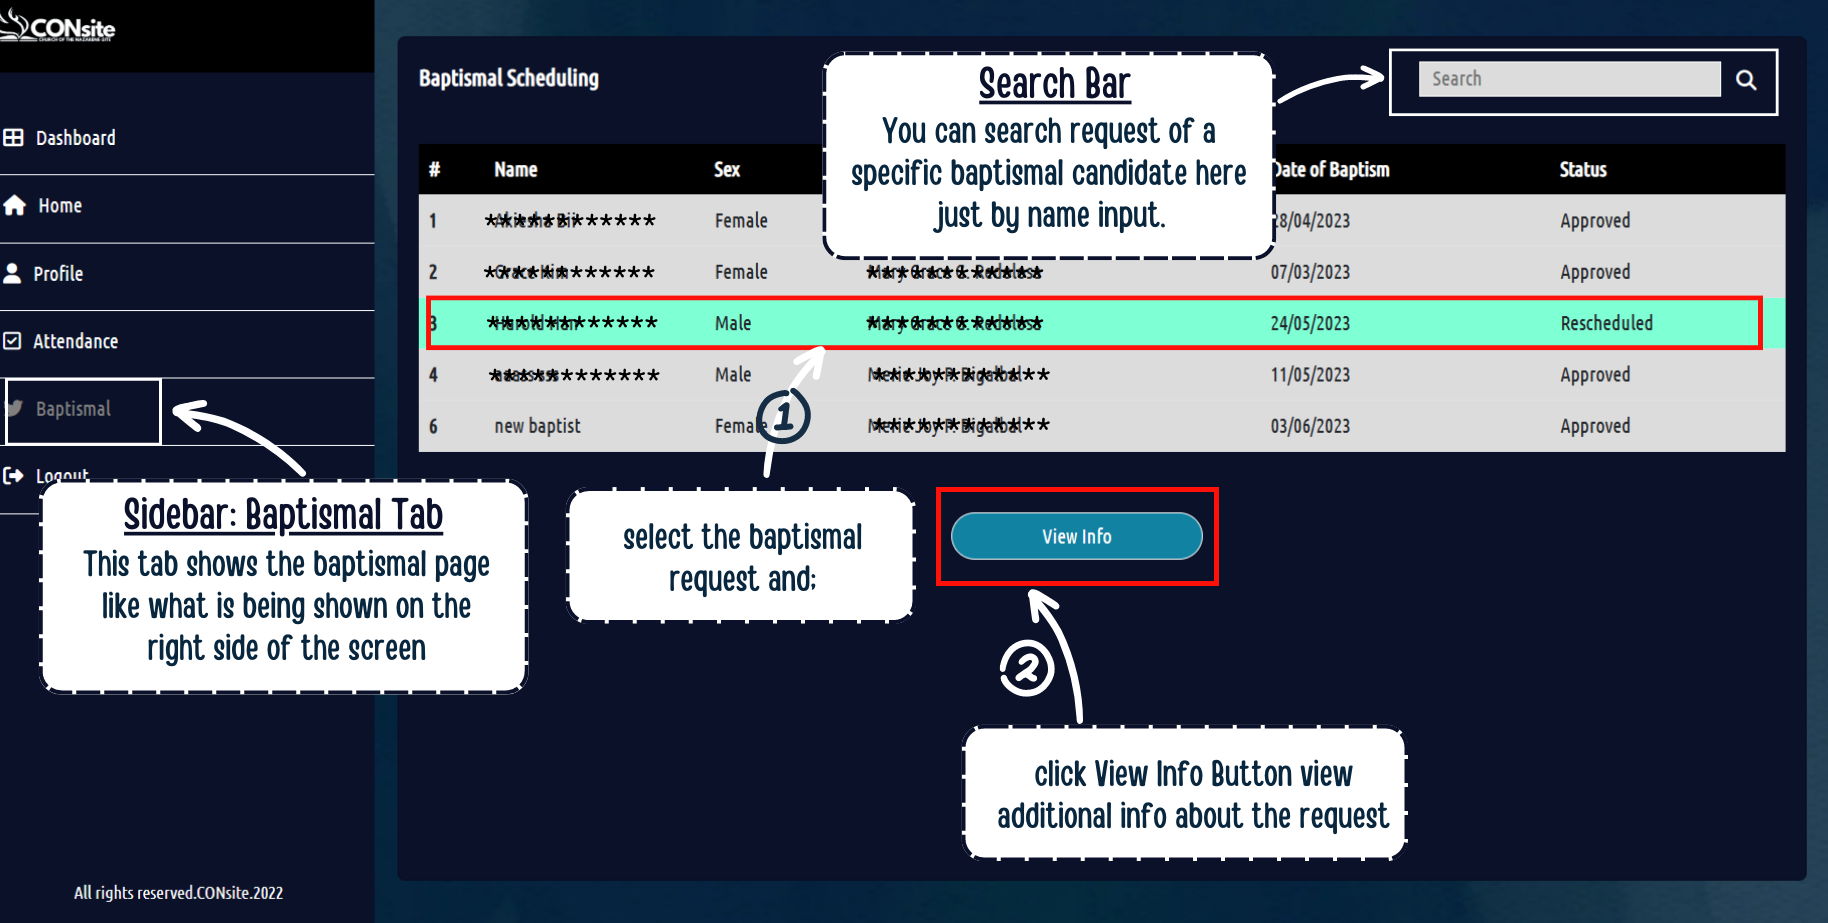 CONsite
CHURCH OF THE NAZARENE-SITE
Dashboard
Home
Profile
Attendance
Baptismal
Logout
All rights reserved.CONsite.2022
Baptismal Scheduling
Search
# Name Sex Date of Baptism Status
1 ************ Female 28/04/2023 Approved
2 ************ Female ************ 07/03/2023 Approved
3 ************ Male ************ 24/05/2023 Rescheduled
4 ************ Male ************ 11/05/2023 Approved
6 new baptist Female ************ 03/06/2023 Approved
View Info
Search Bar
You can search request of a
specific baptismal candidate here
just by name input.
Sidebar: Baptismal Tab
This tab shows the baptismal page
like what is being shown on the
right side of the screen
1
select the baptismal
request and;
2
click View Info Button view
additional info about the request